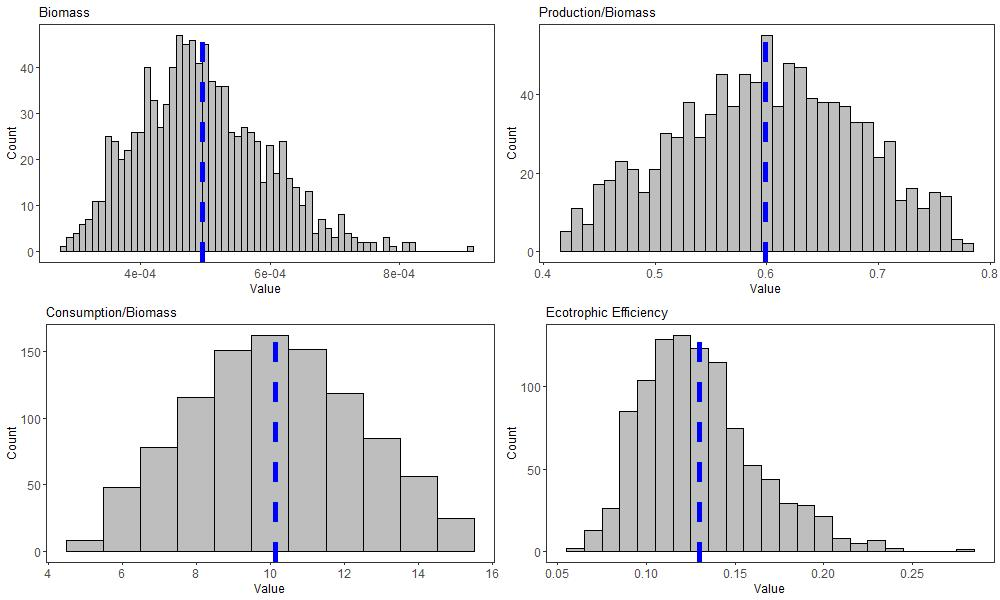 Biomass
Count
40
30
20
10
0
4e-04 6e-04 8e-04
Value
Production/Biomass
Count
40
20
0
0.4 0.5 0.6 0.7 0.8
Value
Consumption/Biomass
Count
150
100
50
0
4 6 8 10 12 14 16
Value
Ecotrophic Efficiency
Count
100
50
0
0.05 0.10 0.15 0.20 0.25
Value